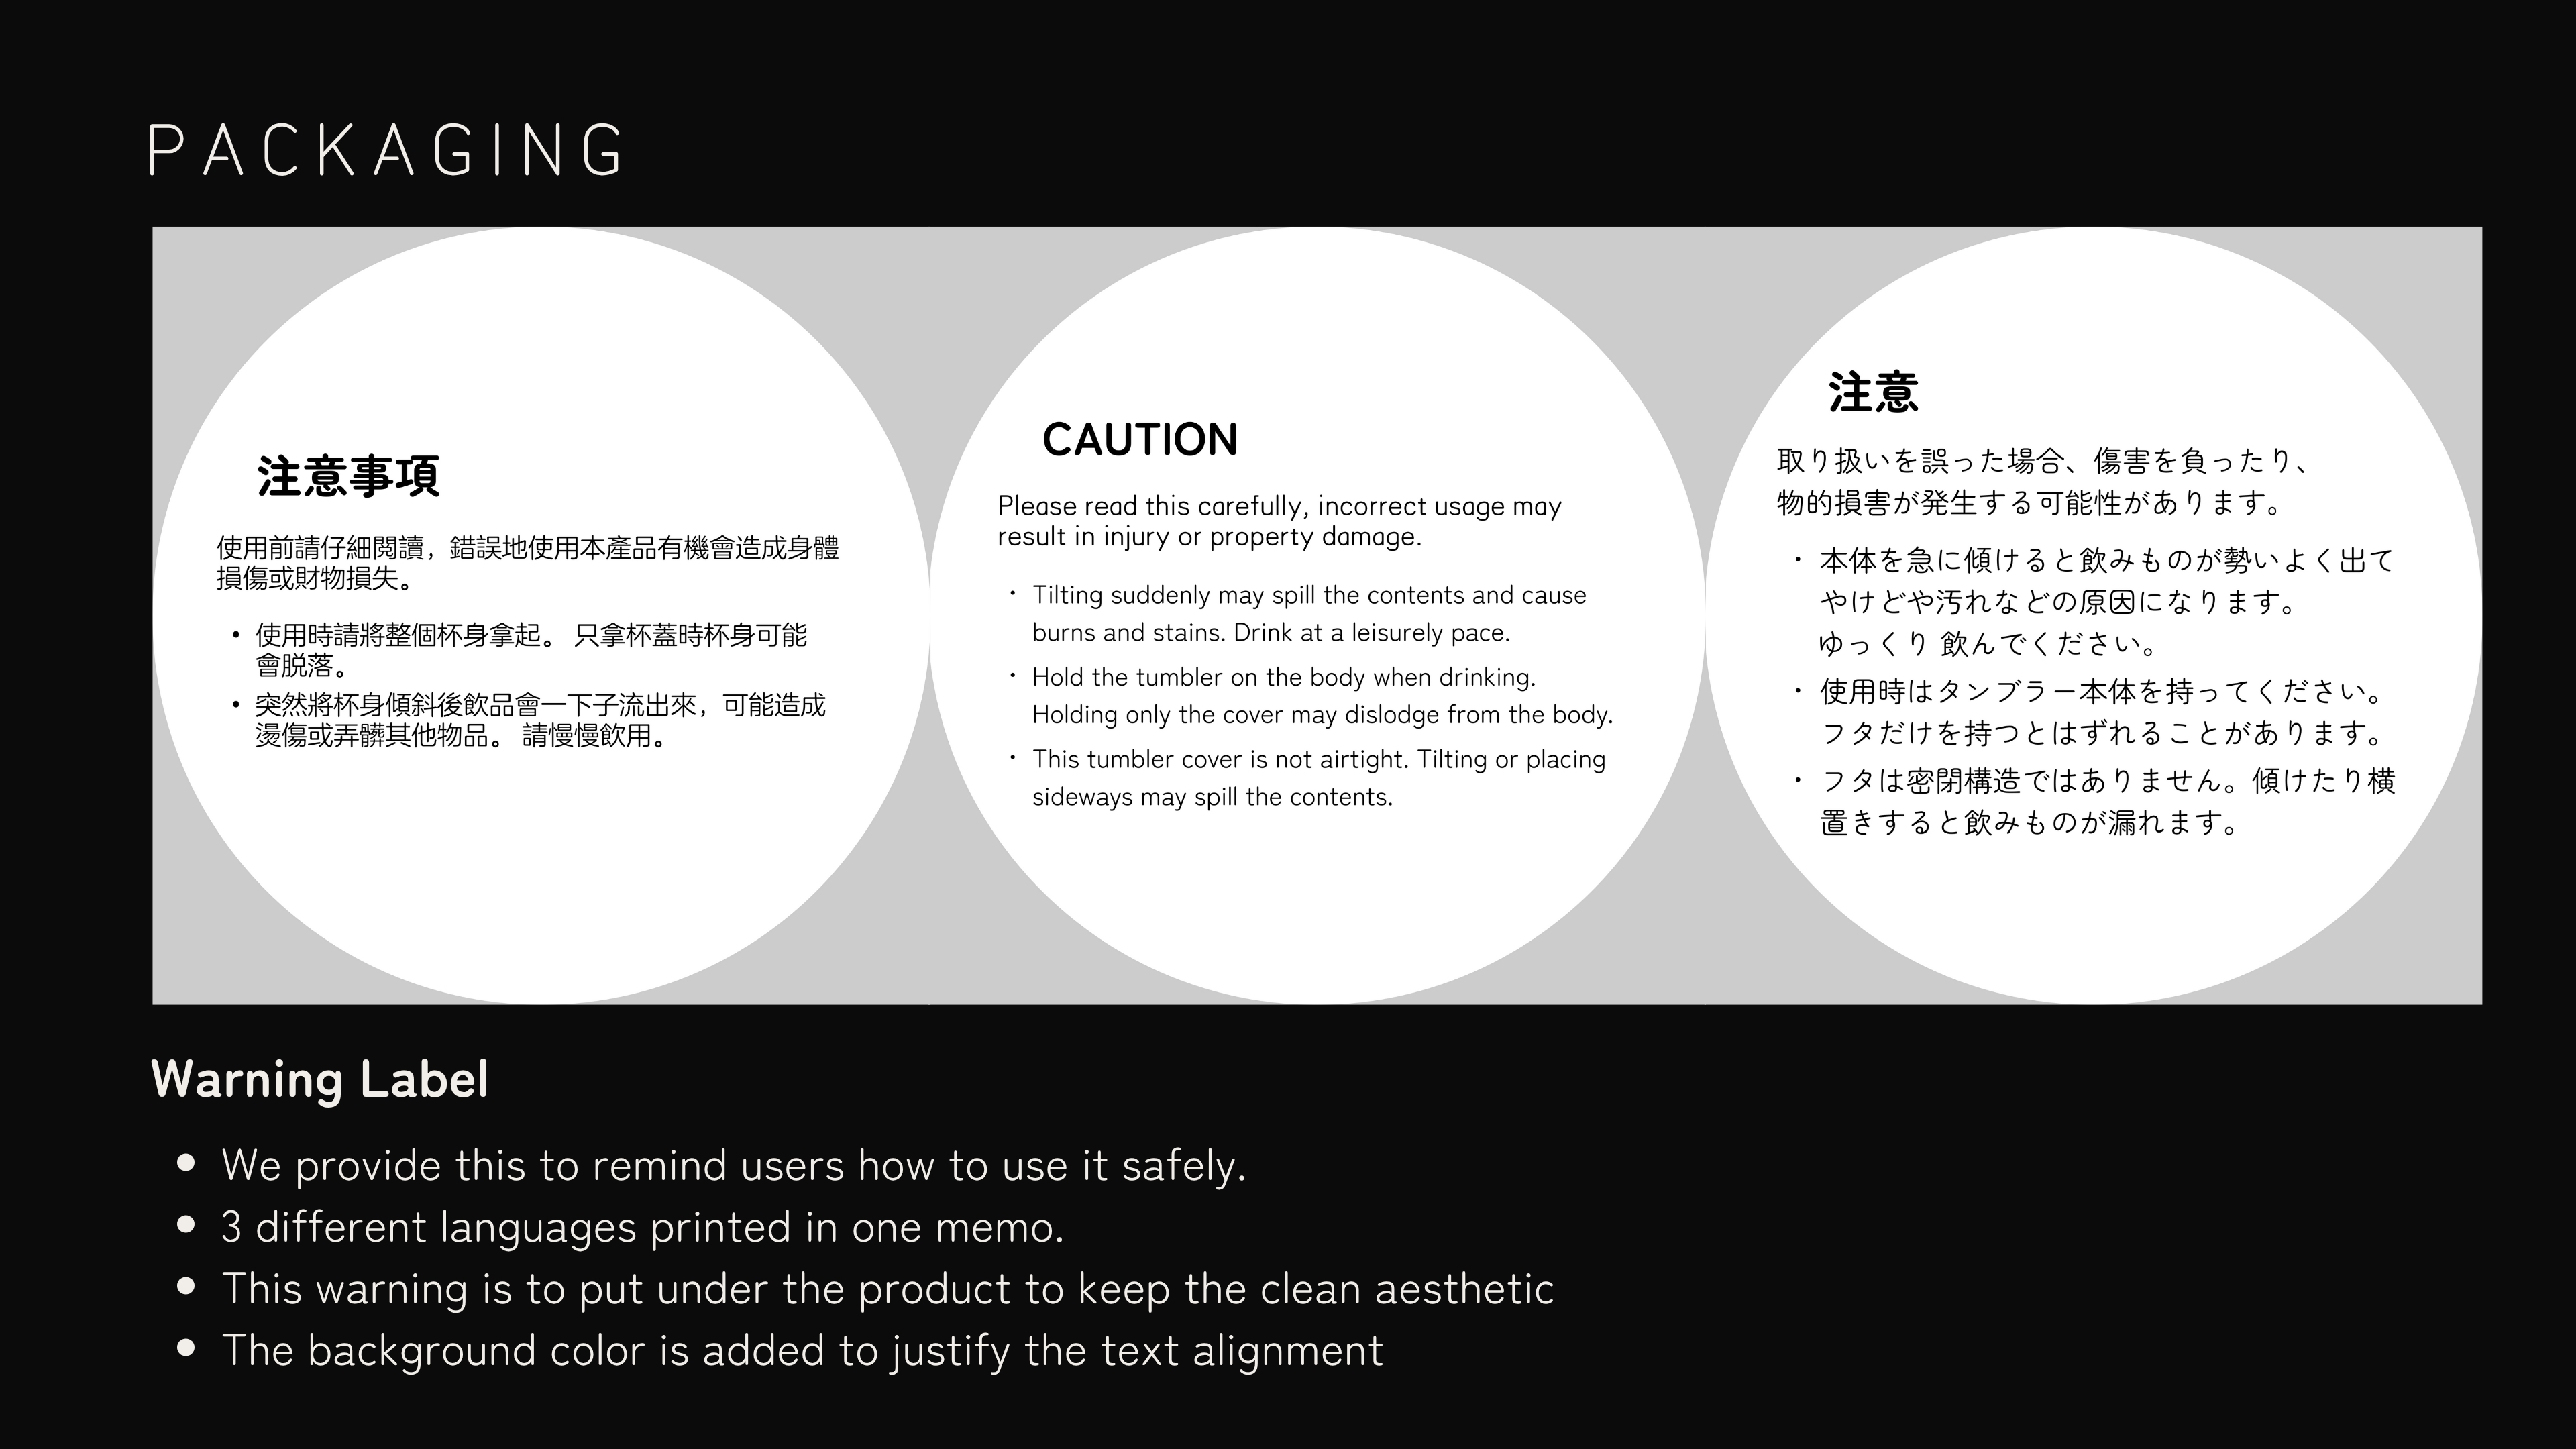 PACKAGING
注意事項
使用前請仔細閱讀，錯誤地使用本產品有機會造成身體
損傷或財物損失。
• 使用時請將整個杯身拿起。 只拿杯蓋時杯身可能
會脱落。
• 突然將杯身傾斜後飲品會一下子流出來，可能造成
燙傷或弄髒其他物品。 請慢慢飲用。
CAUTION
Please read this carefully, incorrect usage may
result in injury or property damage.
・ Tilting suddenly may spill the contents and cause
burns and stains. Drink at a leisurely pace.
・ Hold the tumbler on the body when drinking.
Holding only the cover may dislodge from the body.
・ This tumbler cover is not airtight. Tilting or placing
sideways may spill the contents.
注意
取り扱いを誤った場合、傷害を負ったり、
物的損害が発生する可能性があります。
・ 本体を急に傾けると飲みものが勢いよく出て
やけどや汚れなどの原因になります。
ゆっくり 飲んでください。
・ 使用時はタンブラー本体を持ってください。
フタだけを持つとはずれることがあります。
・ フタは密閉構造ではありません。傾けたり横
置きすると飲みものが漏れます。
Warning Label
• We provide this to remind users how to use it safely.
• 3 different languages printed in one memo.
• This warning is to put under the product to keep the clean aesthetic
• The background color is added to justify the text alignment